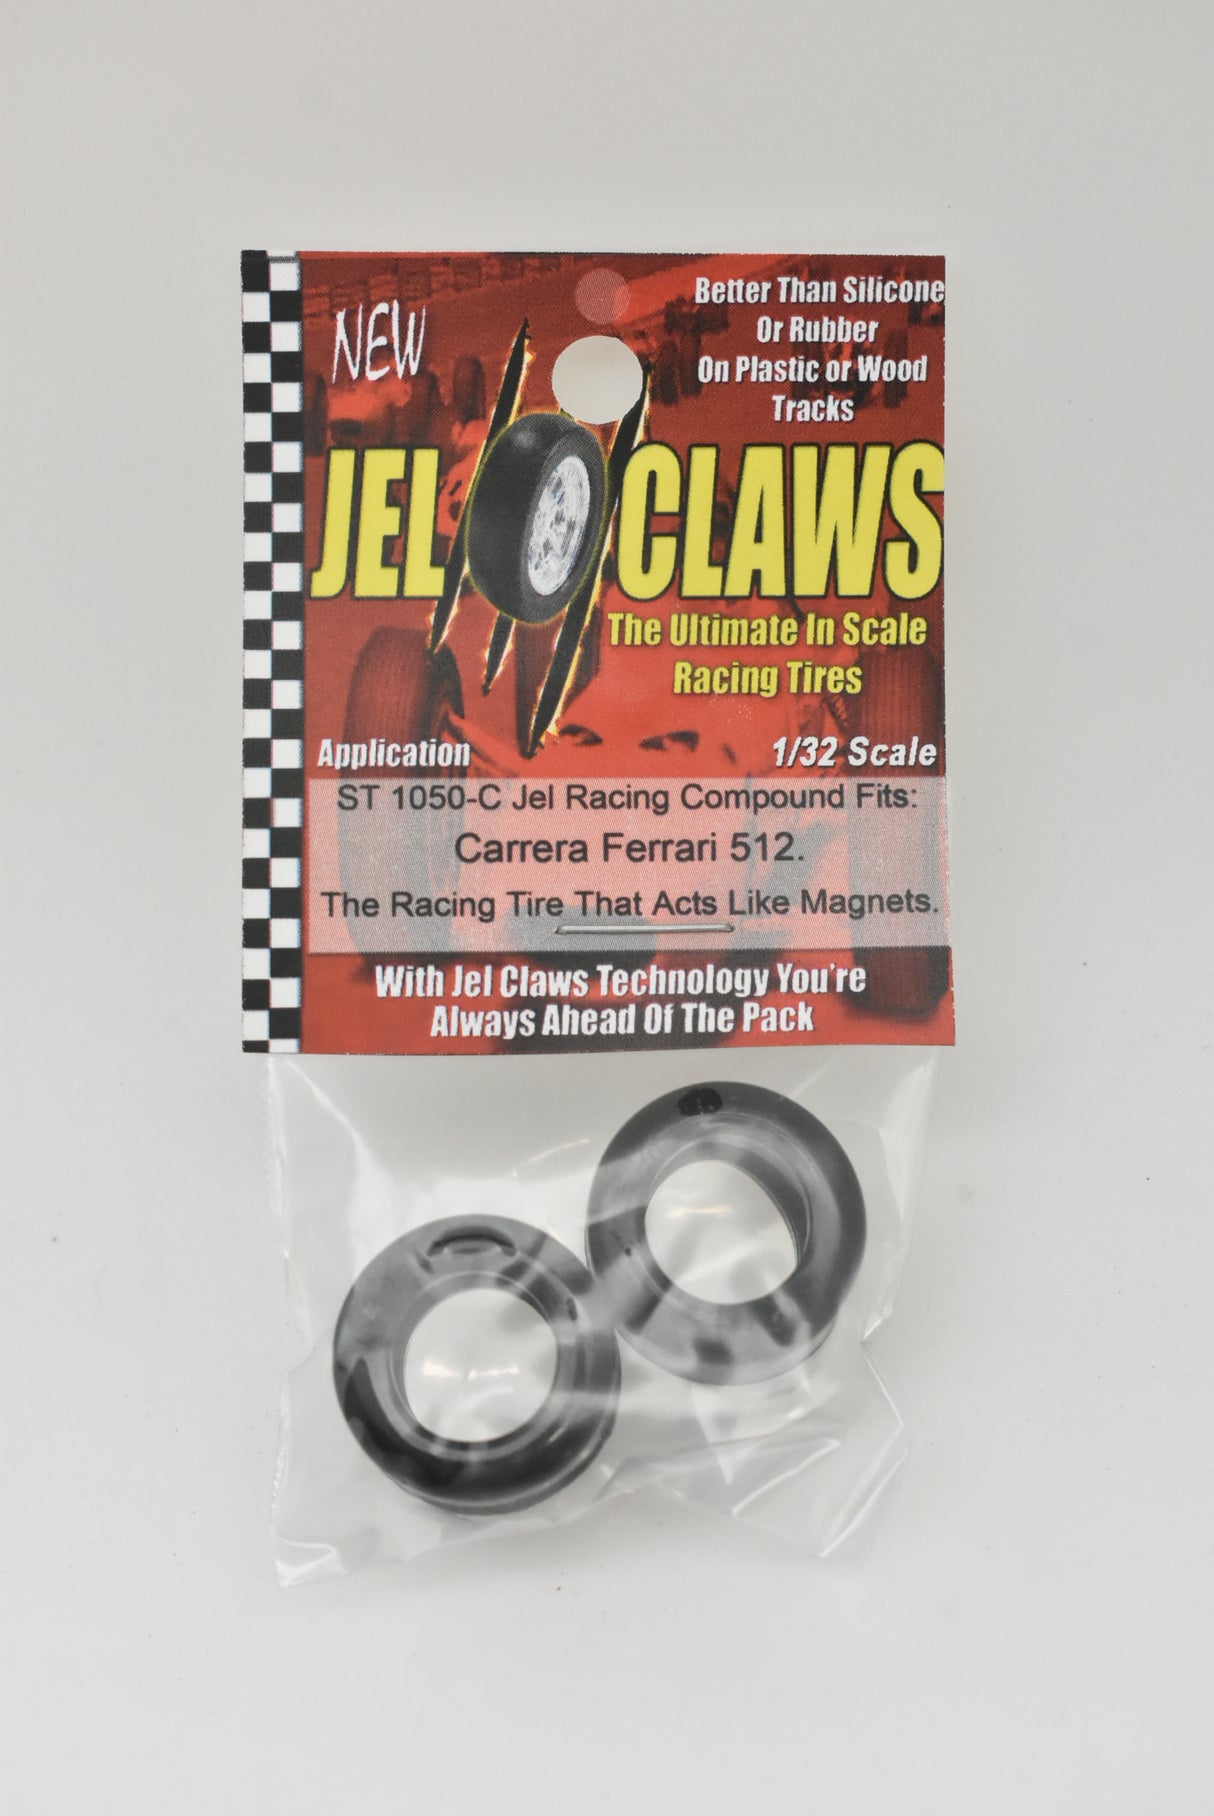 NEW
Better Than Silicone
Or Rubber
On Plastic or Wood
Tracks
JEL CLAWS
The Ultimate In Scale
Racing Tires
Application
1/32 Scale
ST 1050-C Jel Racing Compound Fits:
Carrera Ferrari 512.
The Racing Tire That Acts Like Magnets.
With Jel Claws Technology You're
Always Ahead Of The Pack